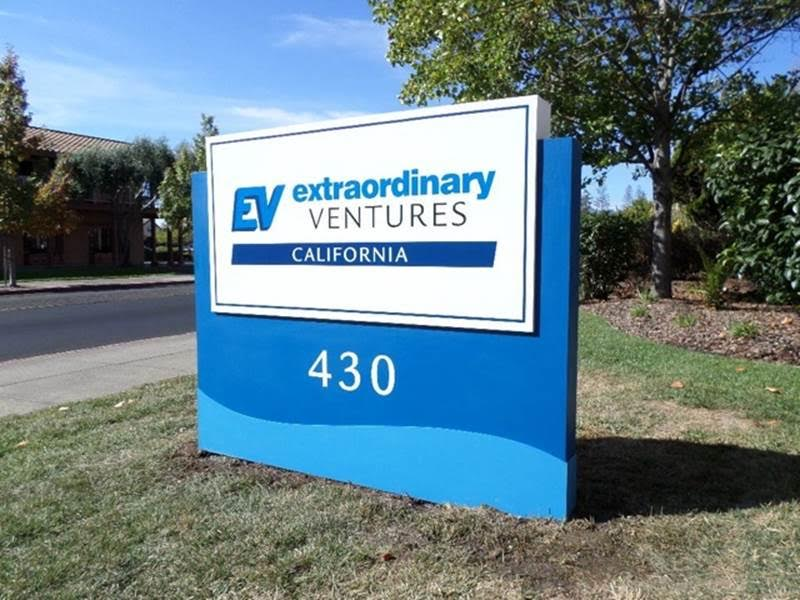 EV extraordinary
VENTURES
CALIFORNIA
430